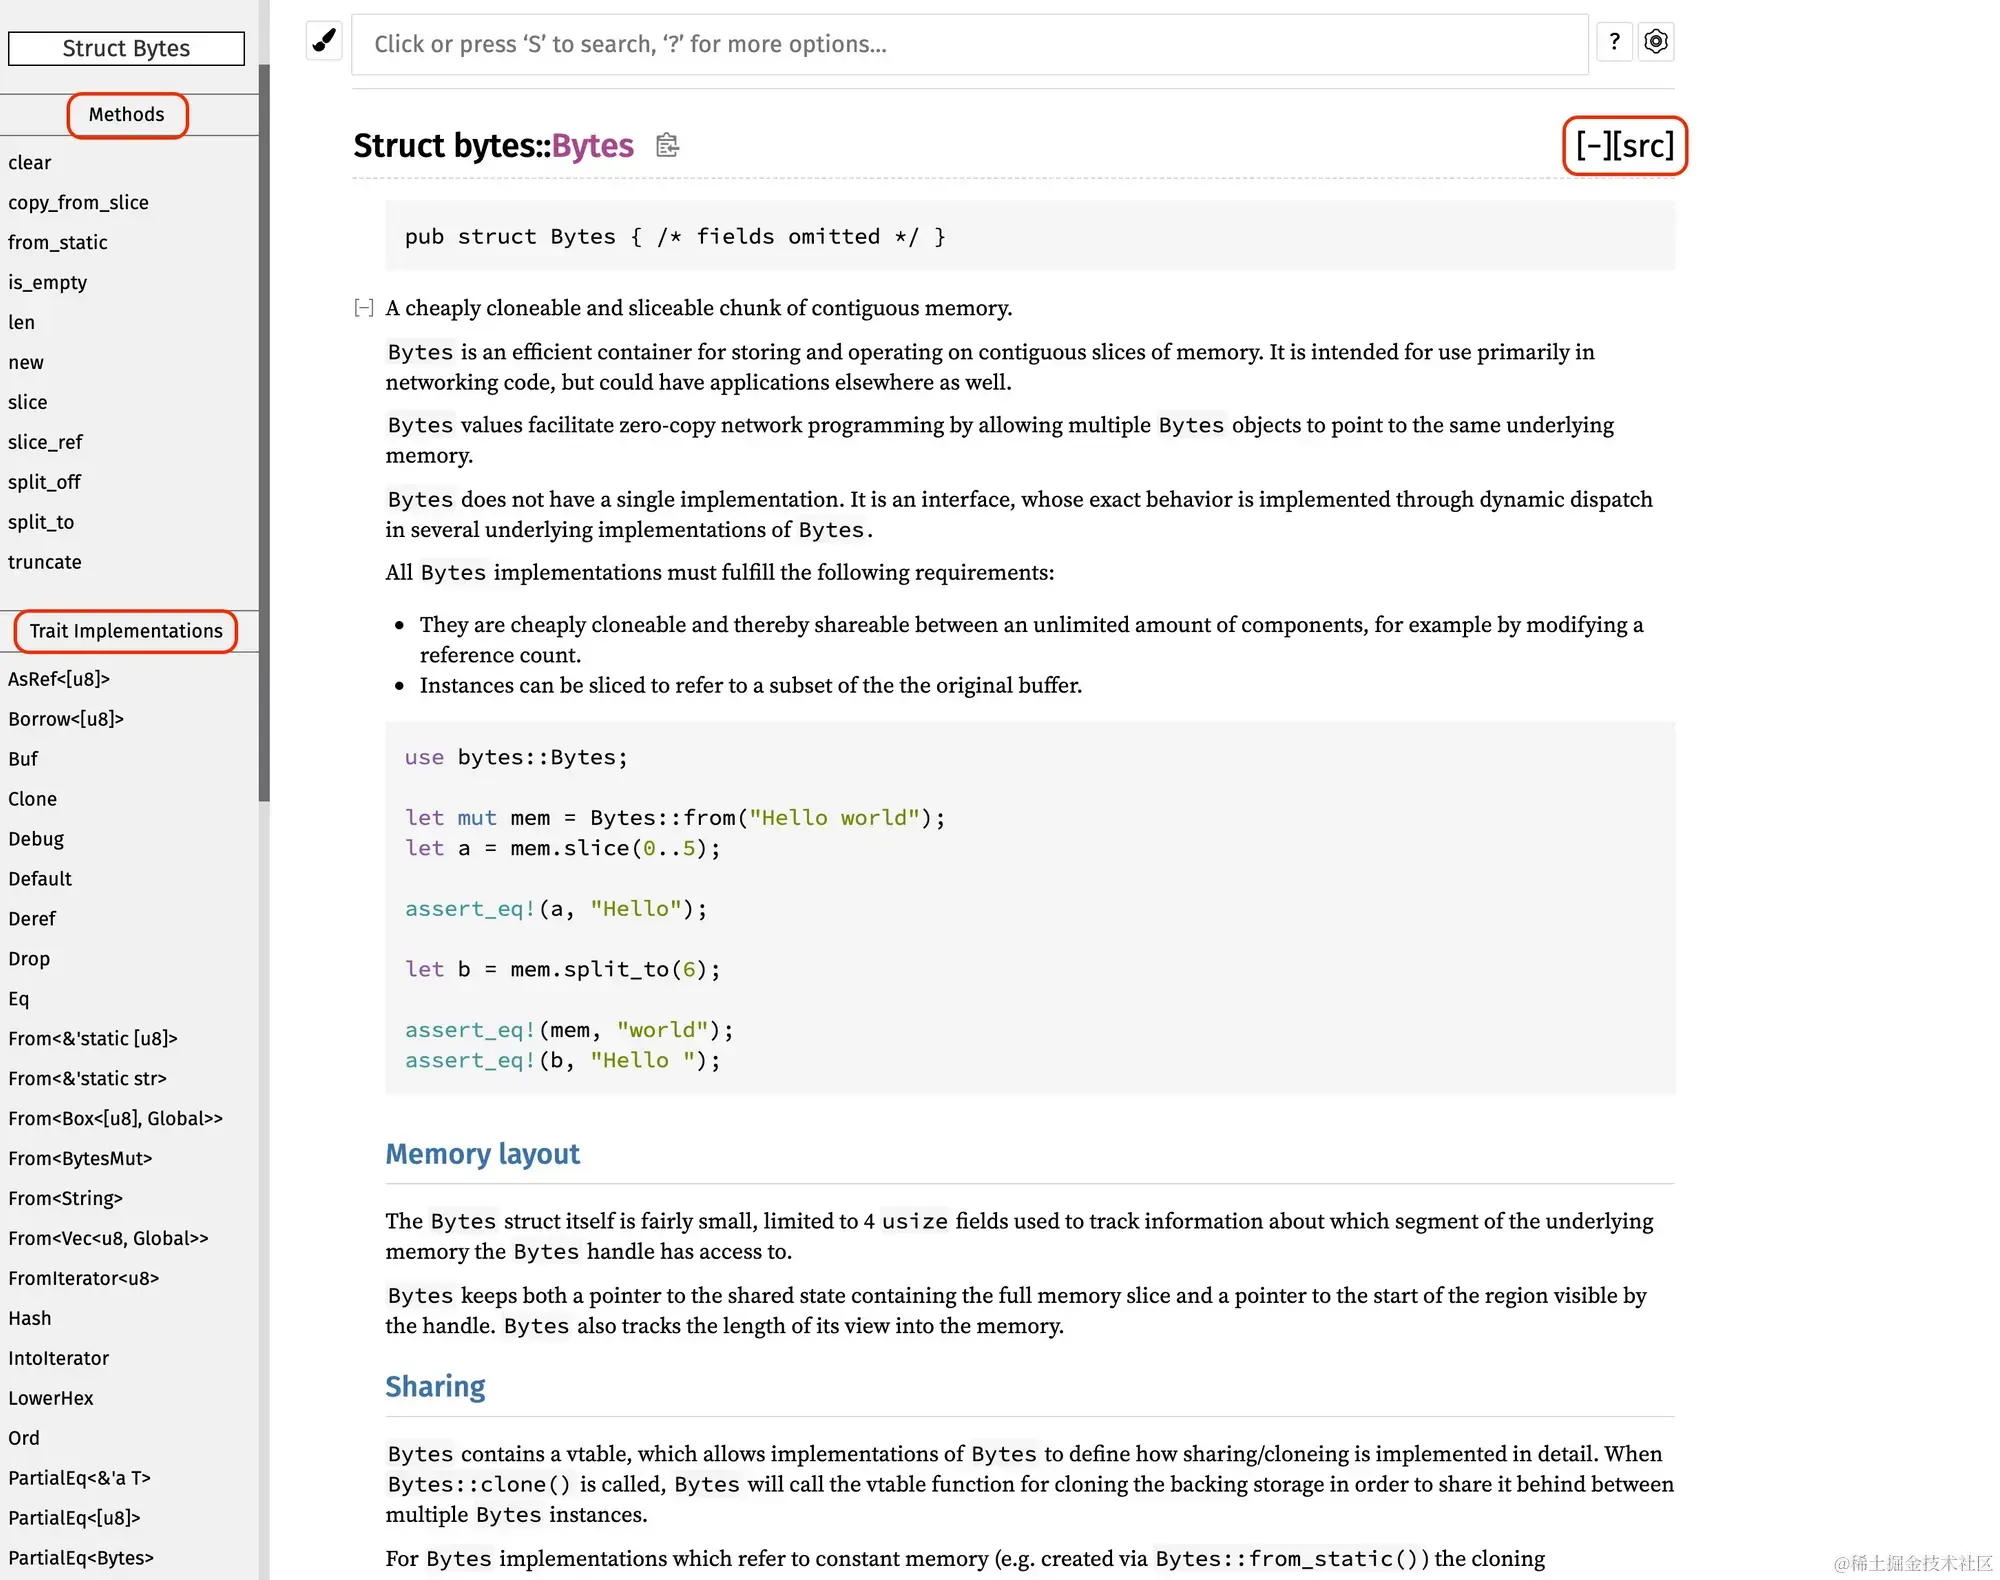 Struct Bytes
Methods
clear
copy_from_slice
from_static
is_empty
len
new
slice
slice_ref
split_off
split_to
truncate
Trait Implementations
AsRef<[u8]>
Borrow<[u8]>
Buf
Clone
Debug
Default
Deref
Drop
Eq
From<&'static [u8]>
From<&'static str>
From<Box<[u8], Global>>
From<BytesMut>
From<String>
From<Vec<u8, Global>>
FromIterator<u8>
Hash
IntoIterator
LowerHex
Ord
PartialEq<&'a T>
PartialEq<[u8]>
PartialEq<Bytes>
Click or press ‘S’ to search, ‘?’ for more options...
?
Struct bytes::Bytes
[-][src]
pub struct Bytes { /* fields omitted */ }
[-] A cheaply cloneable and sliceable chunk of contiguous memory.
Bytes is an efficient container for storing and operating on contiguous slices of memory. It is intended for use primarily in
networking code, but could have applications elsewhere as well.
Bytes values facilitate zero-copy network programming by allowing multiple Bytes objects to point to the same underlying
memory.
Bytes does not have a single implementation. It is an interface, whose exact behavior is implemented through dynamic dispatch
in several underlying implementations of Bytes.
All Bytes implementations must fulfill the following requirements:
• They are cheaply cloneable and thereby shareable between an unlimited amount of components, for example by modifying a
reference count.
• Instances can be sliced to refer to a subset of the the original buffer.
use bytes::Bytes;
let mut mem = Bytes::from("Hello world");
let a = mem.slice(0..5);
assert_eq!(a, "Hello");
let b = mem.split_to(6);
assert_eq!(mem, "world");
assert_eq!(b, "Hello ");
Memory layout
The Bytes struct itself is fairly small, limited to 4 usize fields used to track information about which segment of the underlying
memory the Bytes handle has access to.
Bytes keeps both a pointer to the shared state containing the full memory slice and a pointer to the start of the region visible by
the handle. Bytes also tracks the length of its view into the memory.
Sharing
Bytes contains a vtable, which allows implementations of Bytes to define how sharing/cloneing is implemented in detail. When
Bytes::clone() is called, Bytes will call the vtable function for cloning the backing storage in order to share it behind between
multiple Bytes instances.
For Bytes implementations which refer to constant memory (e.g. created via Bytes::from_static()) the cloning
@稀土掘金技术社区